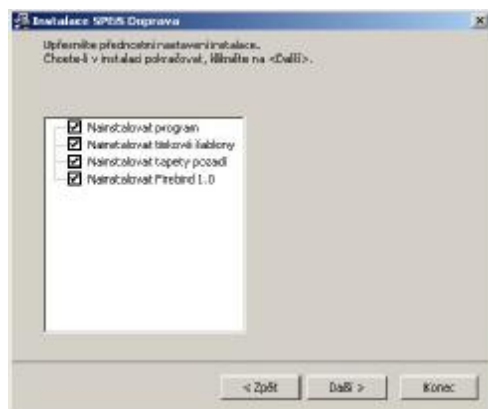 Instalace SPEIS Doprava
Upřesněte přednostní nastavení instalace.
Chcete-li v instalaci pokračovat, klikněte na <Další>.
Nainstalovat program
Nainstalovat tiskové šablony
Nainstalovat tapety pozadí
Nainstalovat Firebird 1.0
< Zpět
Další >
Konec